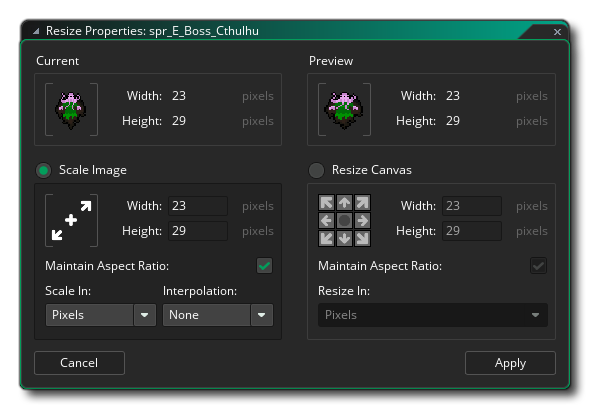 Resize Properties: spr_E_Boss_Cthulhu
Current
Width: 23 pixels
Height: 29 pixels
Preview
Width: 23 pixels
Height: 29 pixels
Scale Image
Width: 23 pixels
Height: 29 pixels
Maintain Aspect Ratio:
Scale In: Interpolation:
Pixels None
Resize Canvas
Width: 23 pixels
Height: 29 pixels
Maintain Aspect Ratio:
Resize In:
Pixels
Cancel Apply